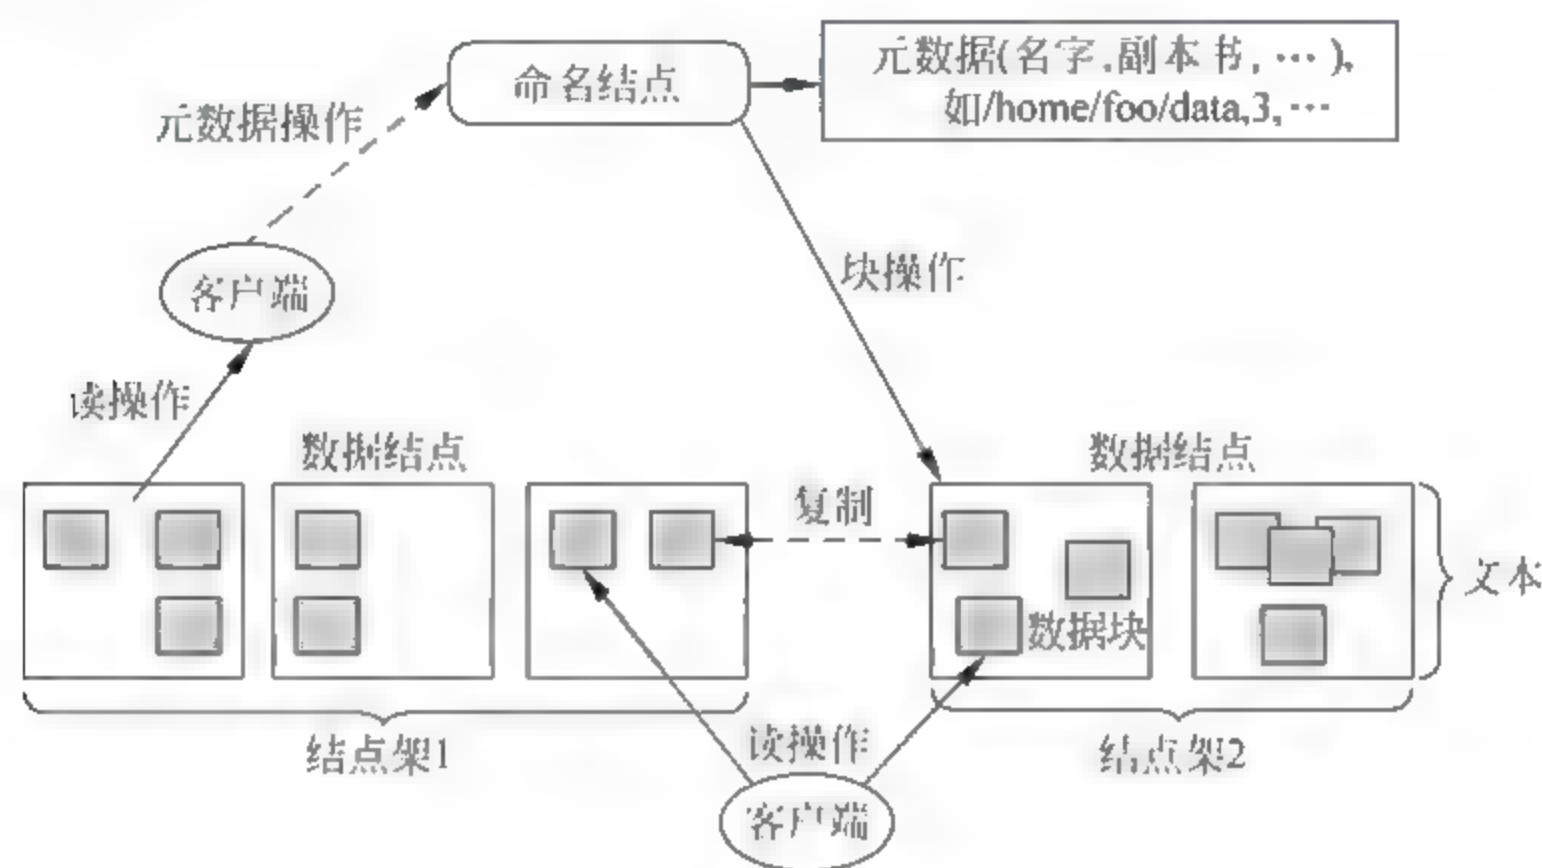 命名结点
元数据(名字,副本书,…),
如/home/foo/data,3,…
元数据操作
客户端
块操作
读操作
数据结点
数据结点
复制
文本
数据块
结点架1
读操作
结点架2
客户端